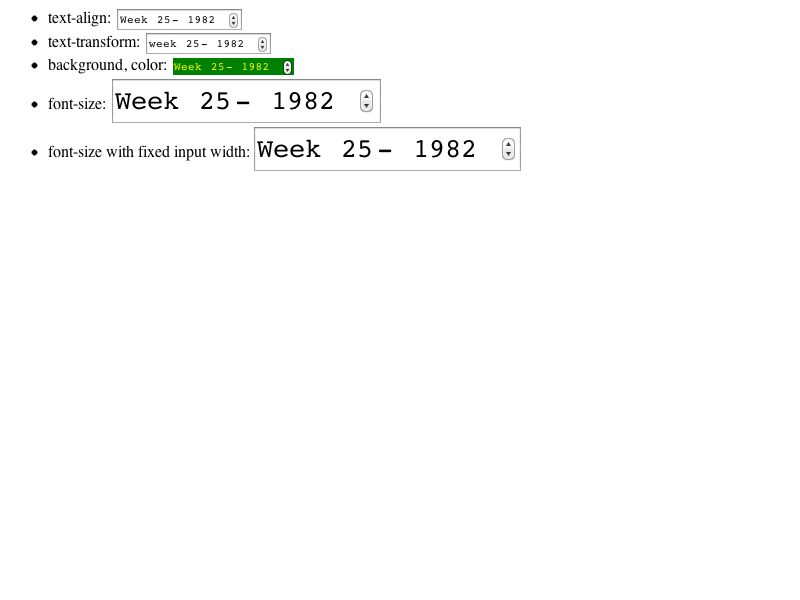 text-align: Week 25- 1982
text-transform: week 25- 1982
background, color: Week 25- 1982
font-size: Week 25- 1982
font-size with fixed input width: Week 25- 1982